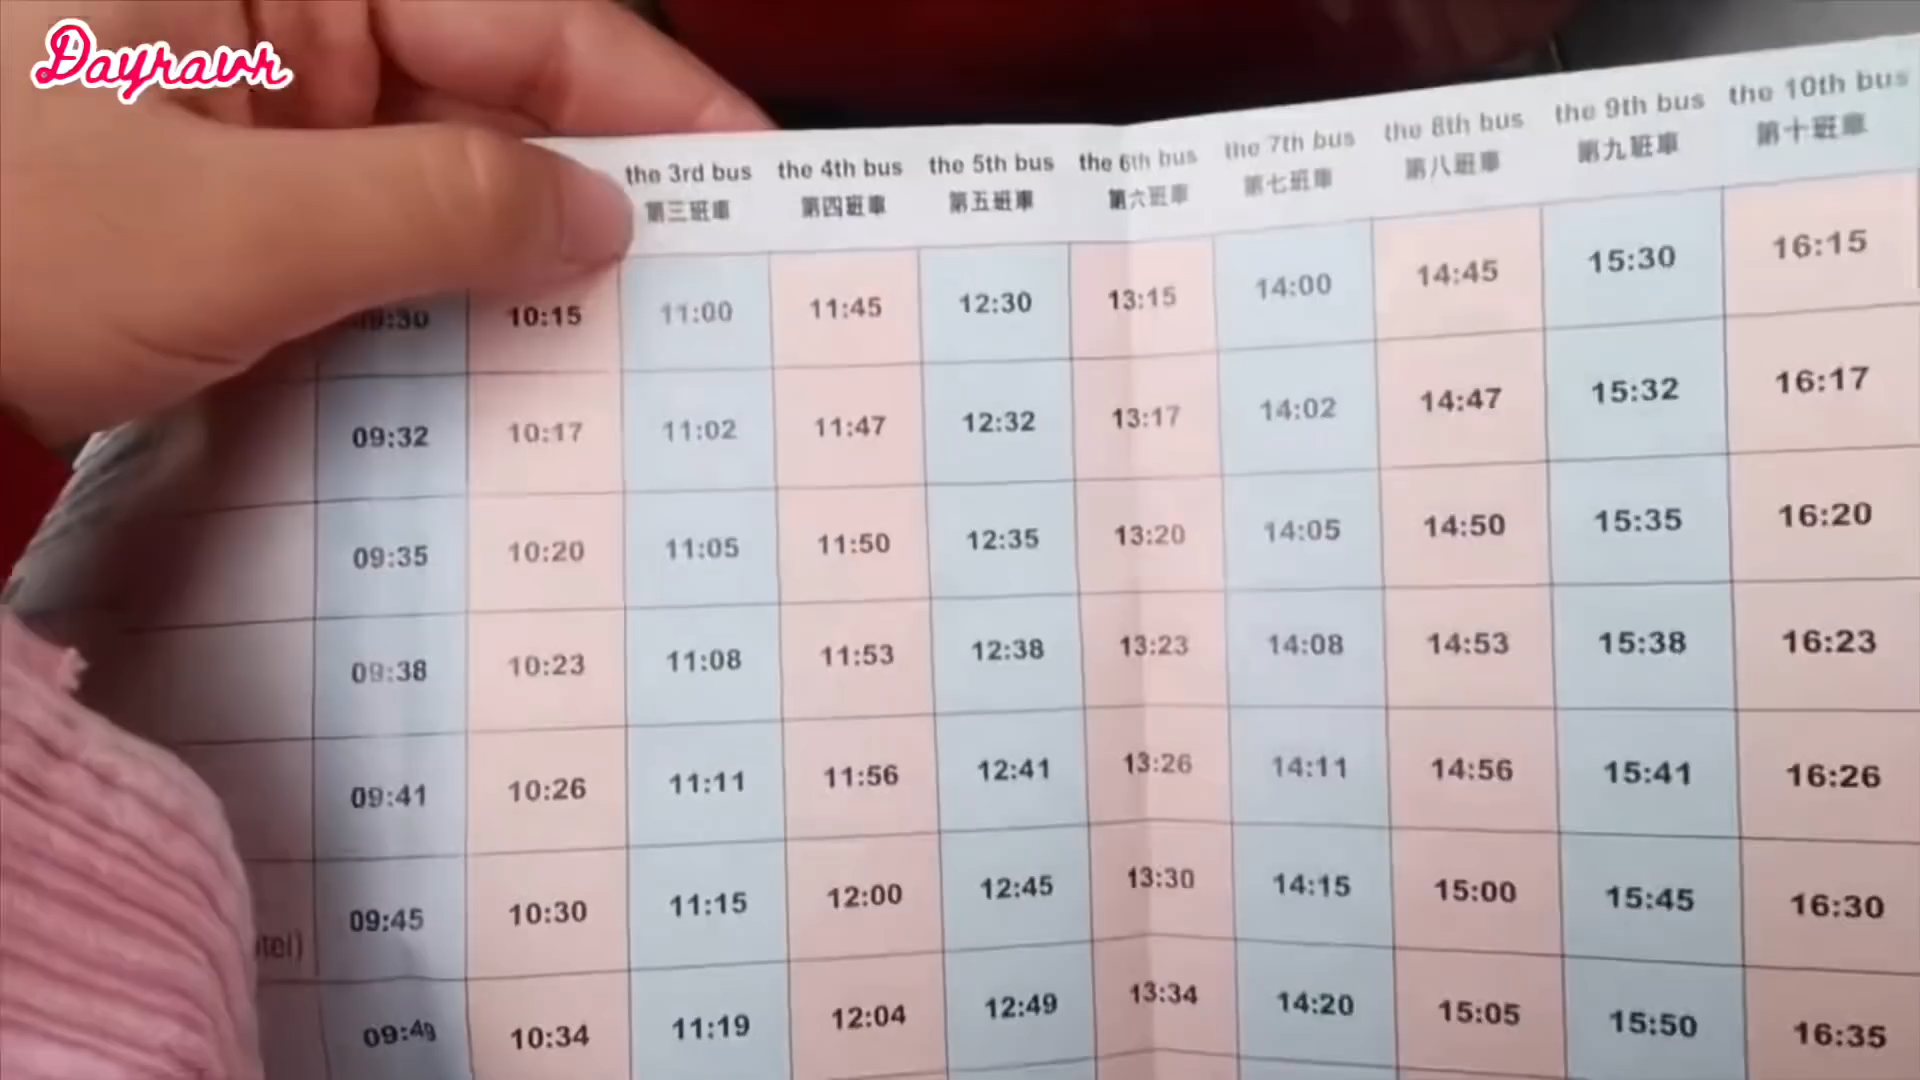 Dayravr
the 3rd bus the 4th bus the 5th bus the 6th bus the 7th bus the 8th bus the 9th bus the 10th bus
第三班車 第四班車 第五班車 第六班車 第七班車 第八班車 第九班車 第十班車
09:30 10:15 11:00 11:45 12:30 13:15 14:00 14:45 15:30 16:15
09:32 10:17 11:02 11:47 12:32 13:17 14:02 14:47 15:32 16:17
09:35 10:20 11:05 11:50 12:35 13:20 14:05 14:50 15:35 16:20
09:38 10:23 11:08 11:53 12:38 13:23 14:08 14:53 15:38 16:23
09:41 10:26 11:11 11:56 12:41 13:26 14:11 14:56 15:41 16:26
09:45 10:30 11:15 12:00 12:45 13:30 14:15 15:00 15:45 16:30
09:49 10:34 11:19 12:04 12:49 13:34 14:20 15:05 15:50 16:35